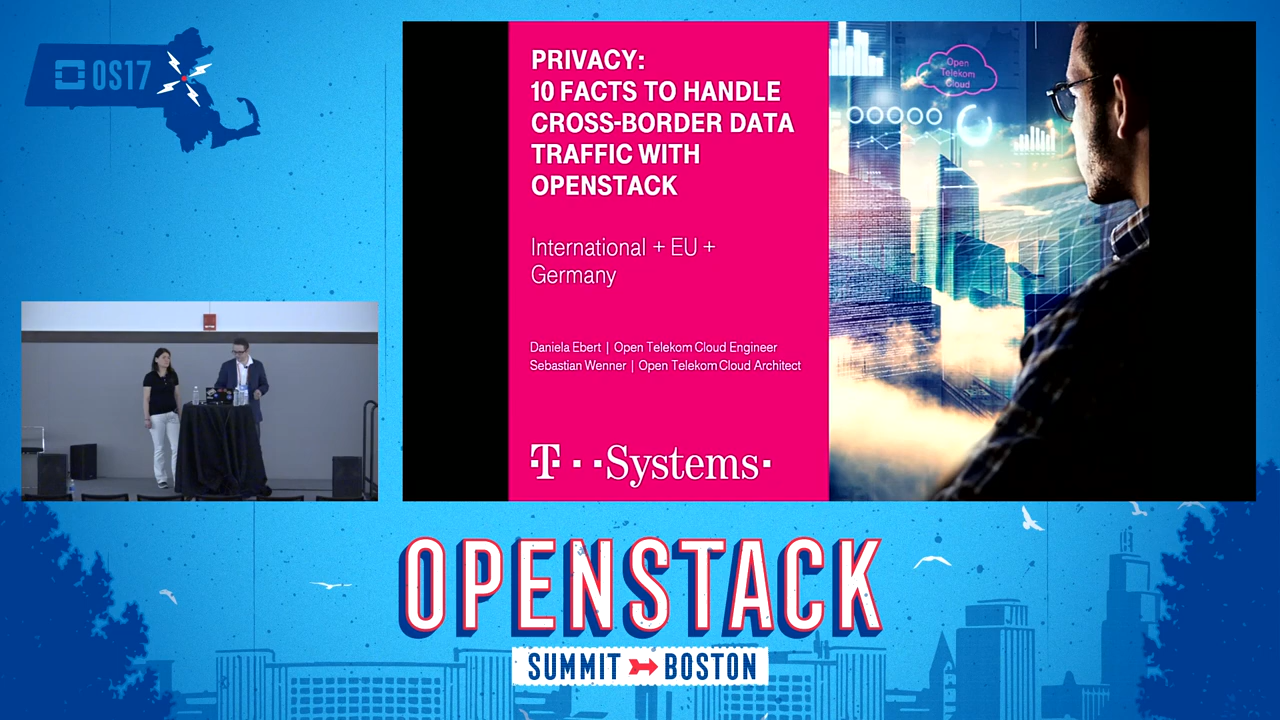 OS17
PRIVACY:
10 FACTS TO HANDLE
CROSS-BORDER DATA
TRAFFIC WITH
OPENSTACK
International + EU +
Germany
Daniela Ebert | Open Telekom Cloud Engineer
Sebastian Wenner | Open Telekom Cloud Architect
T··Systems·
Open
Telekom
Cloud
OPENSTACK
SUMMIT BOSTON